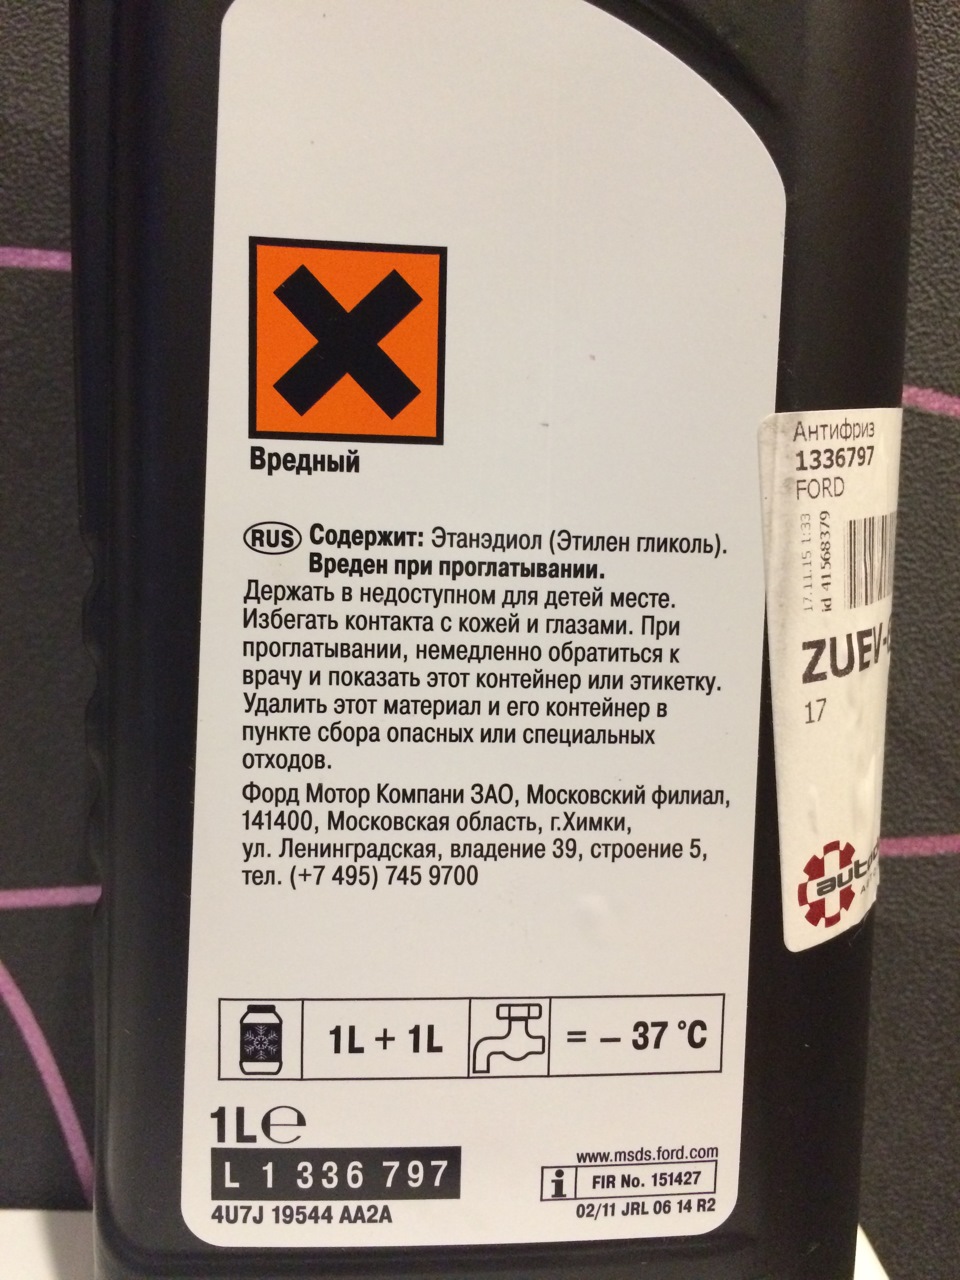 Вредный
RUS Содержит: Этанэдиол (Этилен гликоль).
Вреден при проглатывании.
Держать в недоступном для детей месте.
Избегать контакта с кожей и глазами. При
проглатывании, немедленно обратиться к
врачу и показать этот контейнер или этикетку.
Удалить этот материал и его контейнер в
пункте сбора опасных или специальных
отходов.
Форд Мотор Компани ЗАО, Московский филиал,
141400, Московская область, г.Химки,
ул. Ленинградская, владение 39, строение 5,
тел. (+7 495) 745 9700
1L + 1L = – 37 °C
1L e
L 1 336 797
4U7J 19544 AA2A
www.msds.ford.com
i FIR No. 151427
02/11 JRL 06 14 R2
Антифриз
1336797
FORD
17.11.15 1:33
id 41568379
ZUEV-
17